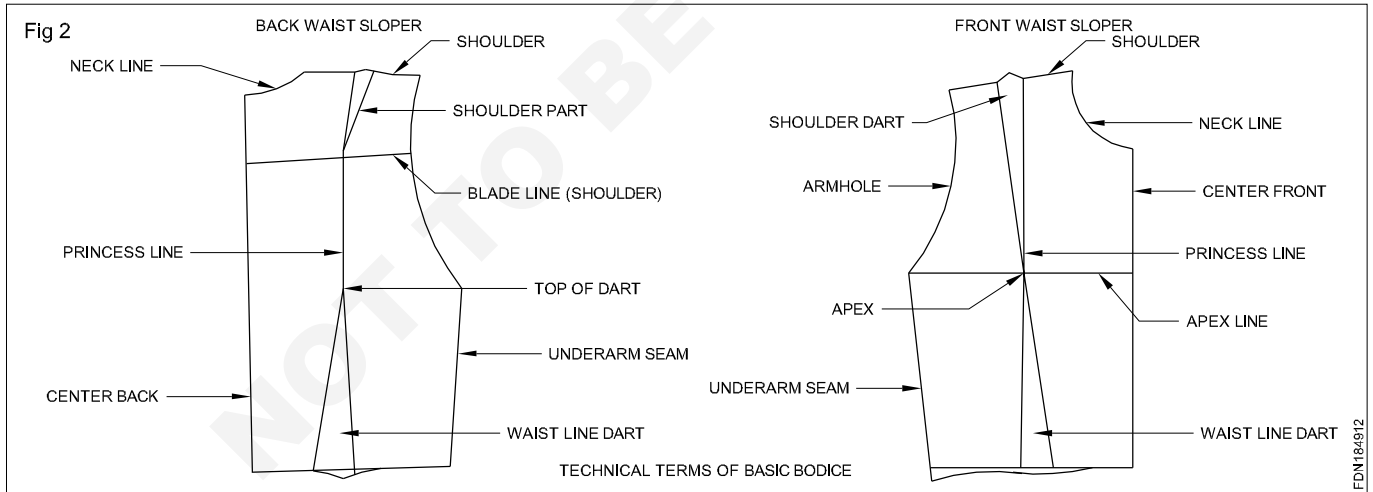 Fig 2
BACK WAIST SLOPER
SHOULDER
NECK LINE
SHOULDER PART
BLADE LINE (SHOULDER)
PRINCESS LINE
TOP OF DART
UNDERARM SEAM
CENTER BACK
WAIST LINE DART
FRONT WAIST SLOPER
SHOULDER
SHOULDER DART
NECK LINE
ARMHOLE
CENTER FRONT
PRINCESS LINE
APEX
APEX LINE
UNDERARM SEAM
WAIST LINE DART
TECHNICAL TERMS OF BASIC BODICE
FDN184912
NOT TO BE